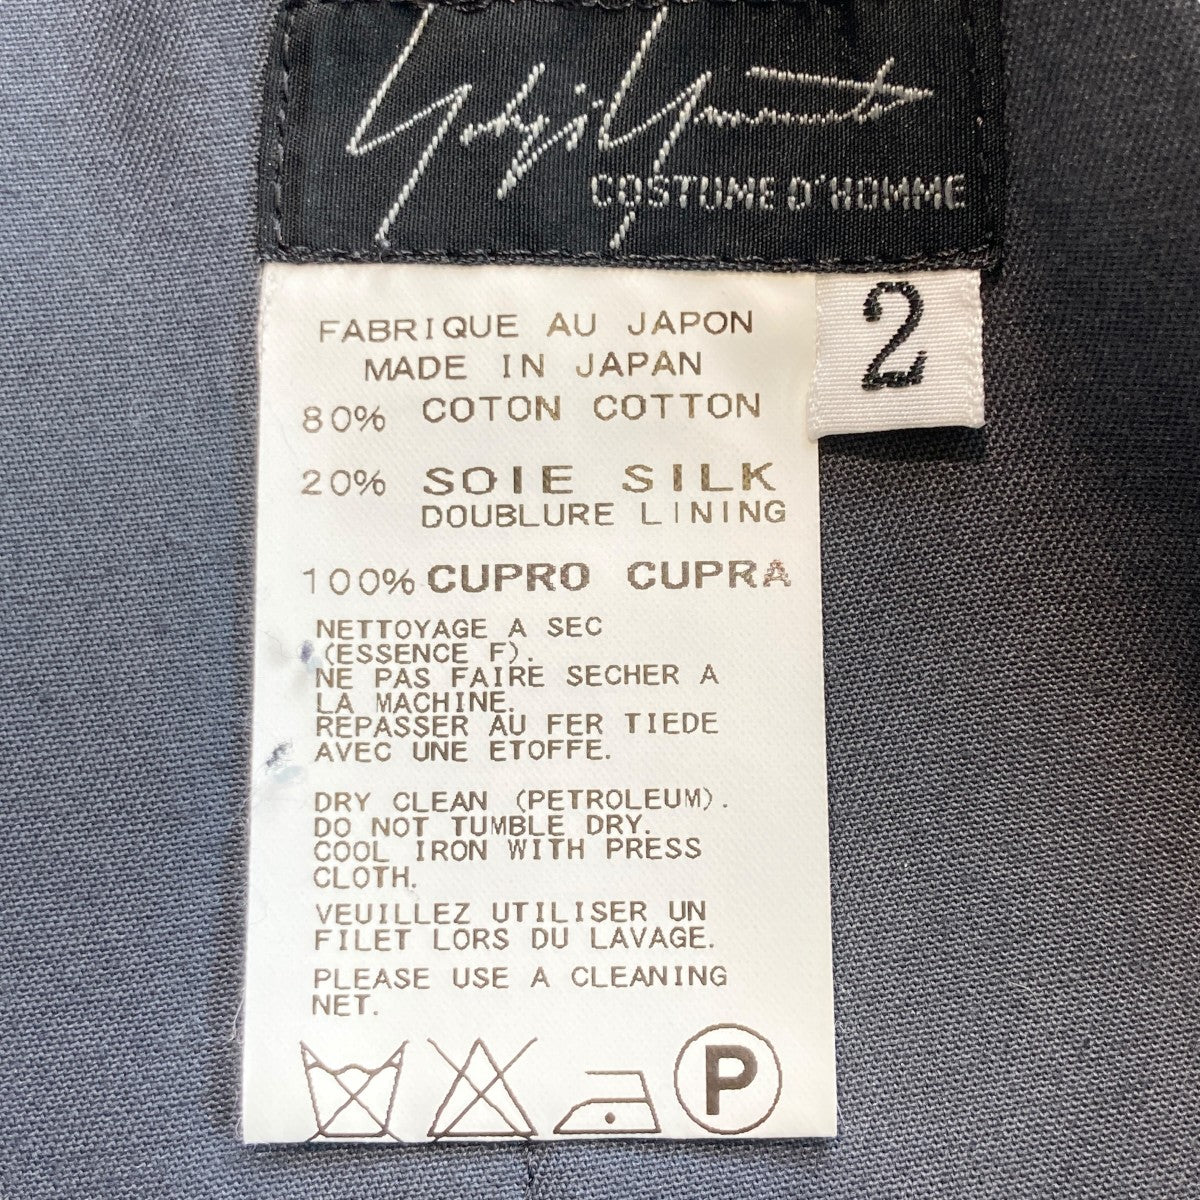 Yohji Yamamoto
COSTUME D'HOMME
2
FABRIQUE AU JAPON
MADE IN JAPAN
80% COTON COTTON
20% SOIE SILK
DOUBLURE LINING
100% CUPRO CUPRA
NETTOYAGE A SEC
(ESSENCE F).
NE PAS FAIRE SECHER A
LA MACHINE.
REPASSER AU FER TIEDE
AVEC UNE ETOFFE.
DRY CLEAN (PETROLEUM).
DO NOT TUMBLE DRY.
COOL IRON WITH PRESS
CLOTH.
VEUILLEZ UTILISER UN
FILET LORS DU LAVAGE.
PLEASE USE A CLEANING
NET.
P